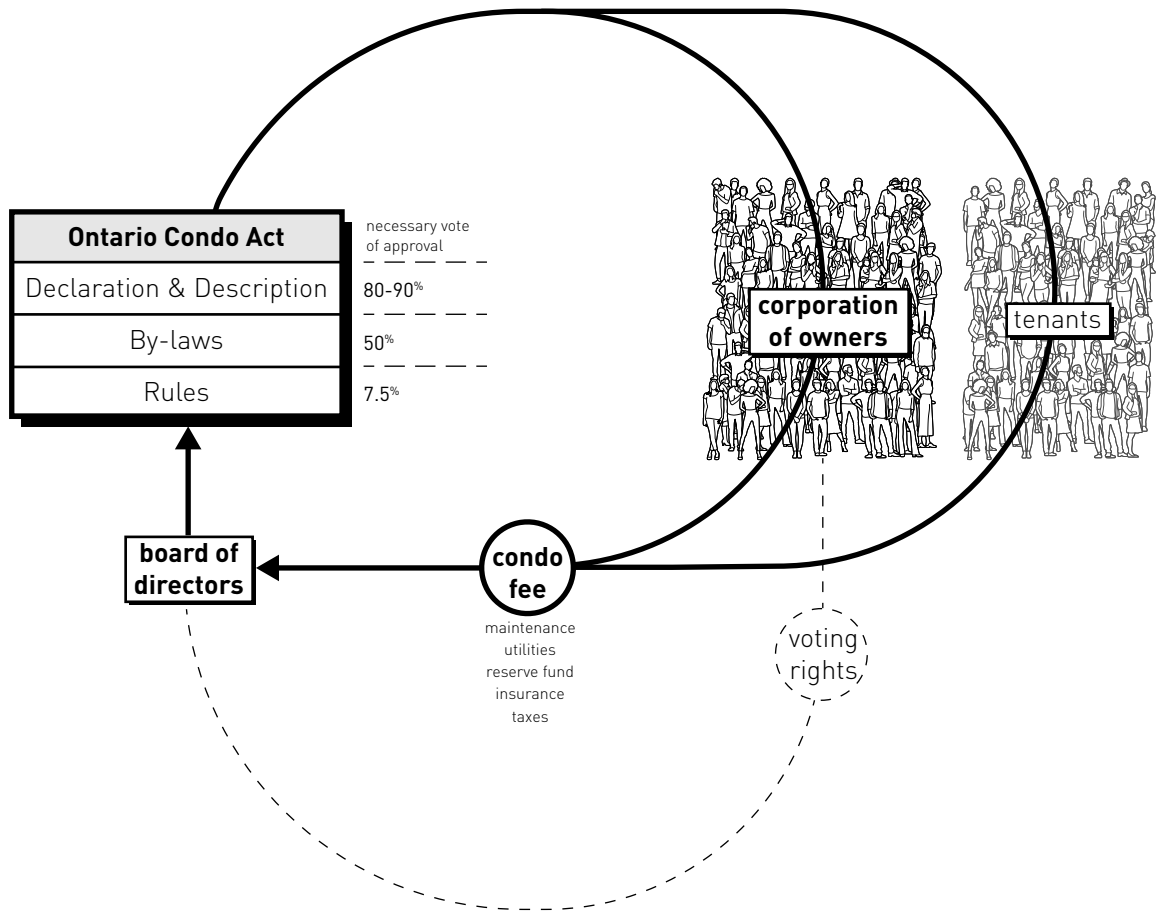 Ontario Condo Act
Declaration & Description
By-laws
Rules
necessary vote
of approval
80-90%
50%
7.5%
corporation
of owners
tenants
board of
directors
condo
fee
maintenance
utilities
reserve fund
insurance
taxes
voting
rights